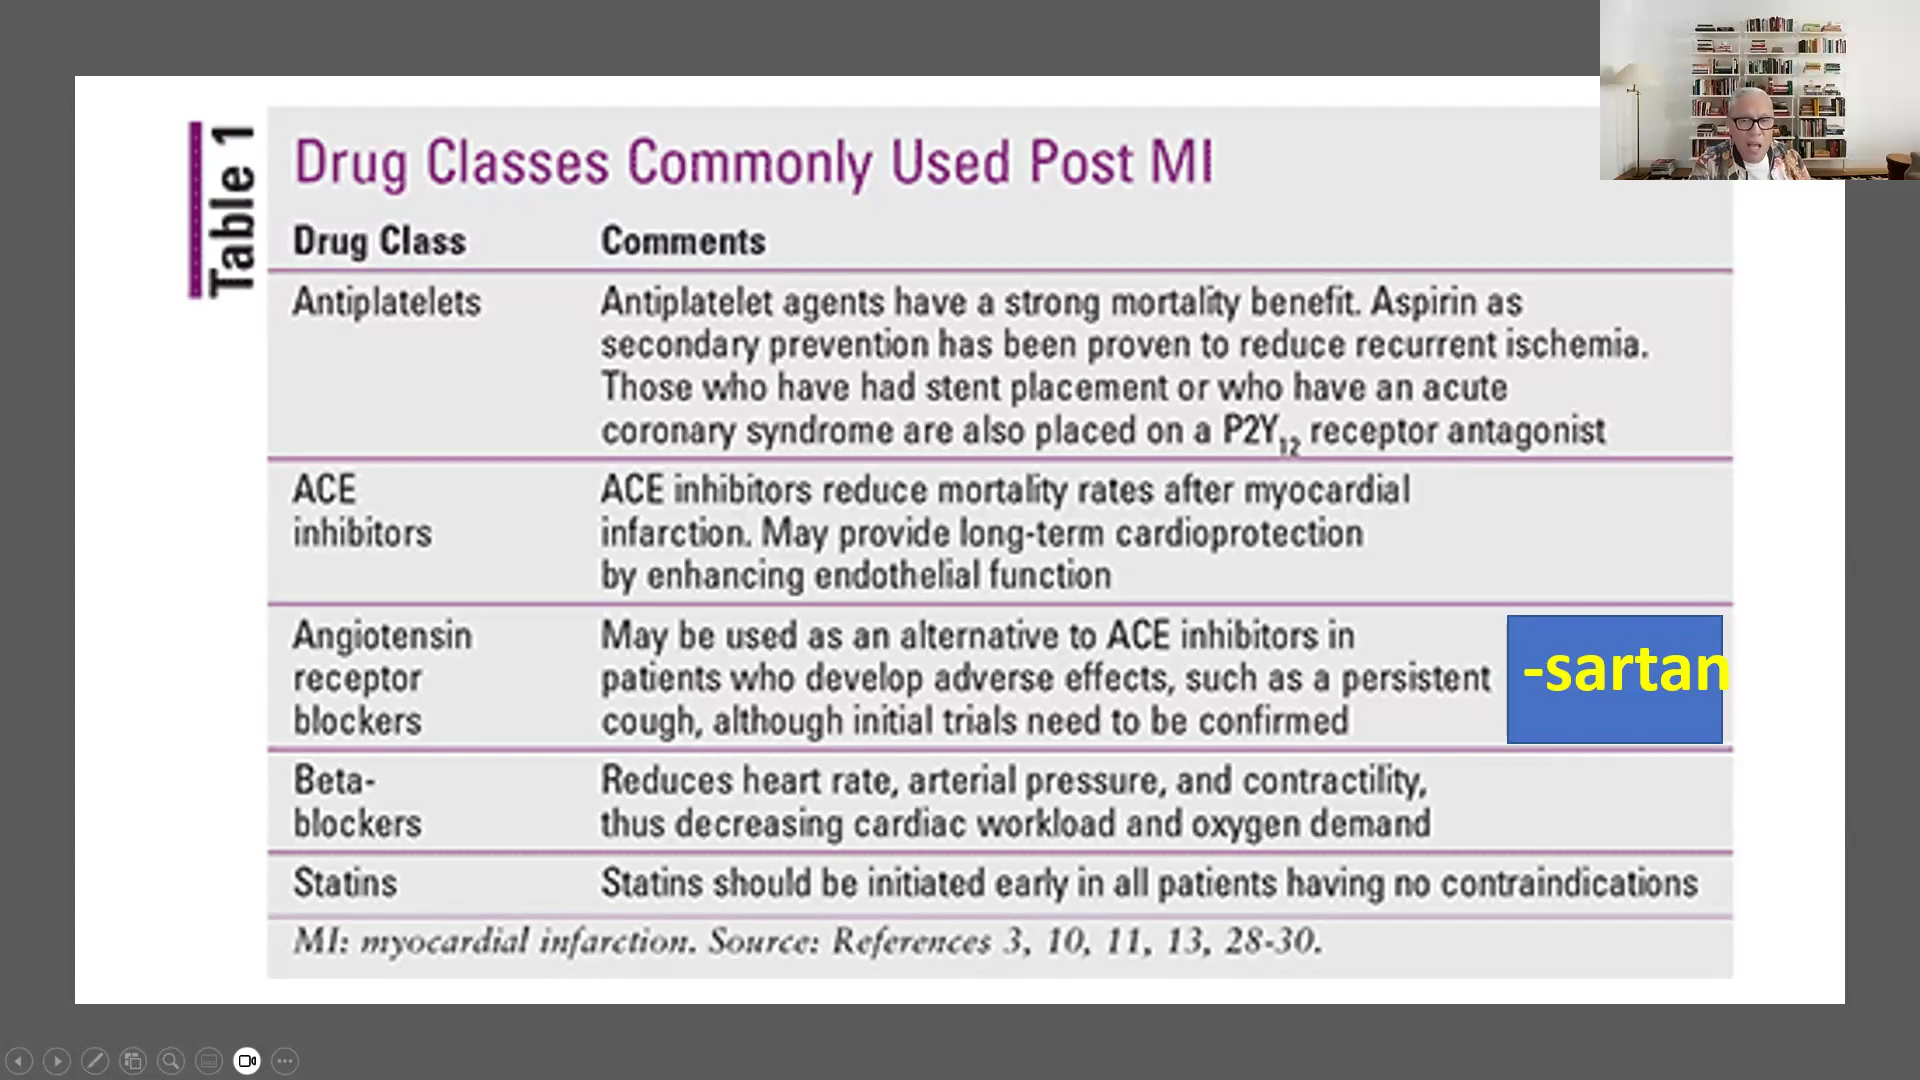 Table 1
Drug Classes Commonly Used Post MI
Drug Class Comments
Antiplatelets Antiplatelet agents have a strong mortality benefit. Aspirin as
secondary prevention has been proven to reduce recurrent ischemia.
Those who have had stent placement or who have an acute
coronary syndrome are also placed on a P2Y₁₂ receptor antagonist
ACE ACE inhibitors reduce mortality rates after myocardial
inhibitors infarction. May provide long-term cardioprotection
by enhancing endothelial function
Angiotensin May be used as an alternative to ACE inhibitors in
receptor patients who develop adverse effects, such as a persistent -sartan
blockers cough, although initial trials need to be confirmed
Beta- Reduces heart rate, arterial pressure, and contractility,
blockers thus decreasing cardiac workload and oxygen demand
Statins Statins should be initiated early in all patients having no contraindications
MI: myocardial infarction. Source: References 3, 10, 11, 13, 28-30.